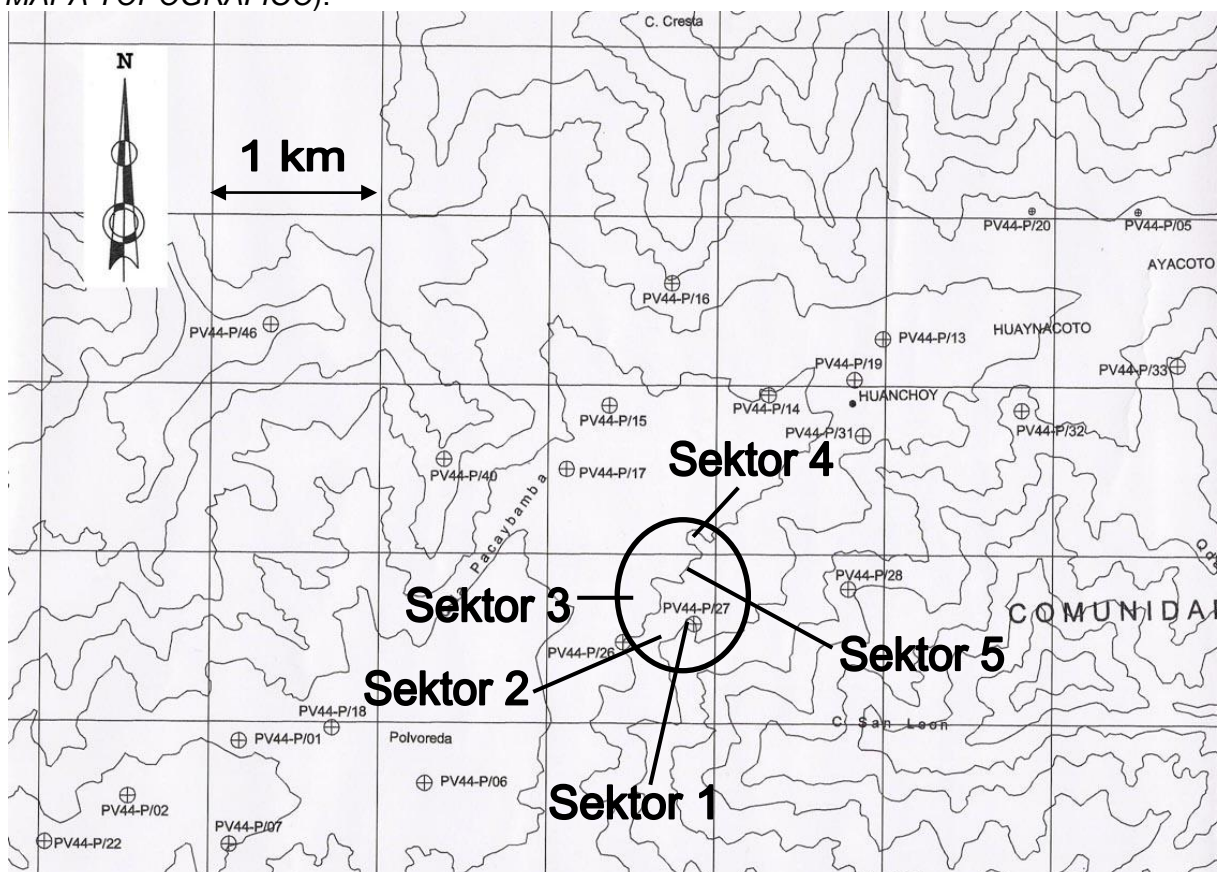 MAPA TOPOGRÁFICO).
C. Cresta
N
1 km
PV44-P/20
PV44-P/05
AYACOTO
PV44-P/16
PV44-P/46
HUAYNACOTO
PV44-P/13
PV44-P/19
PV44-P/33
HUANCHOY
PV44-P/14
PV44-P/15
PV44-P/31
PV44-P/32
Sektor 4
PV44-P/17
PV44-P/40
Pacaybamba
PV44-P/28
Sektor 3
PV44-P/27
COMUNIDAD
PV44-P/26
Sektor 5
Sektor 2
PV44-P/18
C. San Leon
PV44-P/01
Polvoreda
PV44-P/06
PV44-P/02
Sektor 1
PV44-P/07
PV44-P/22